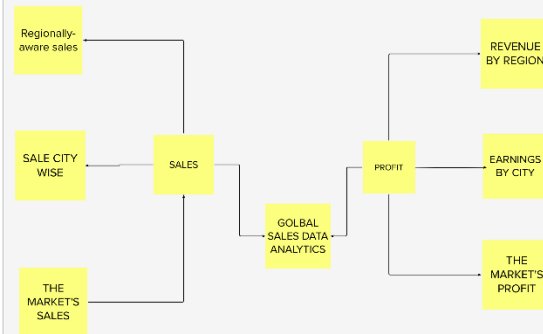 Regionally-
aware sales
REVENUE
BY REGION
SALE CITY
WISE
SALES
PROFIT
EARNINGS
BY CITY
GOLBAL
SALES DATA
ANALYTICS
THE
MARKET'S
SALES
THE
MARKET'S
PROFIT